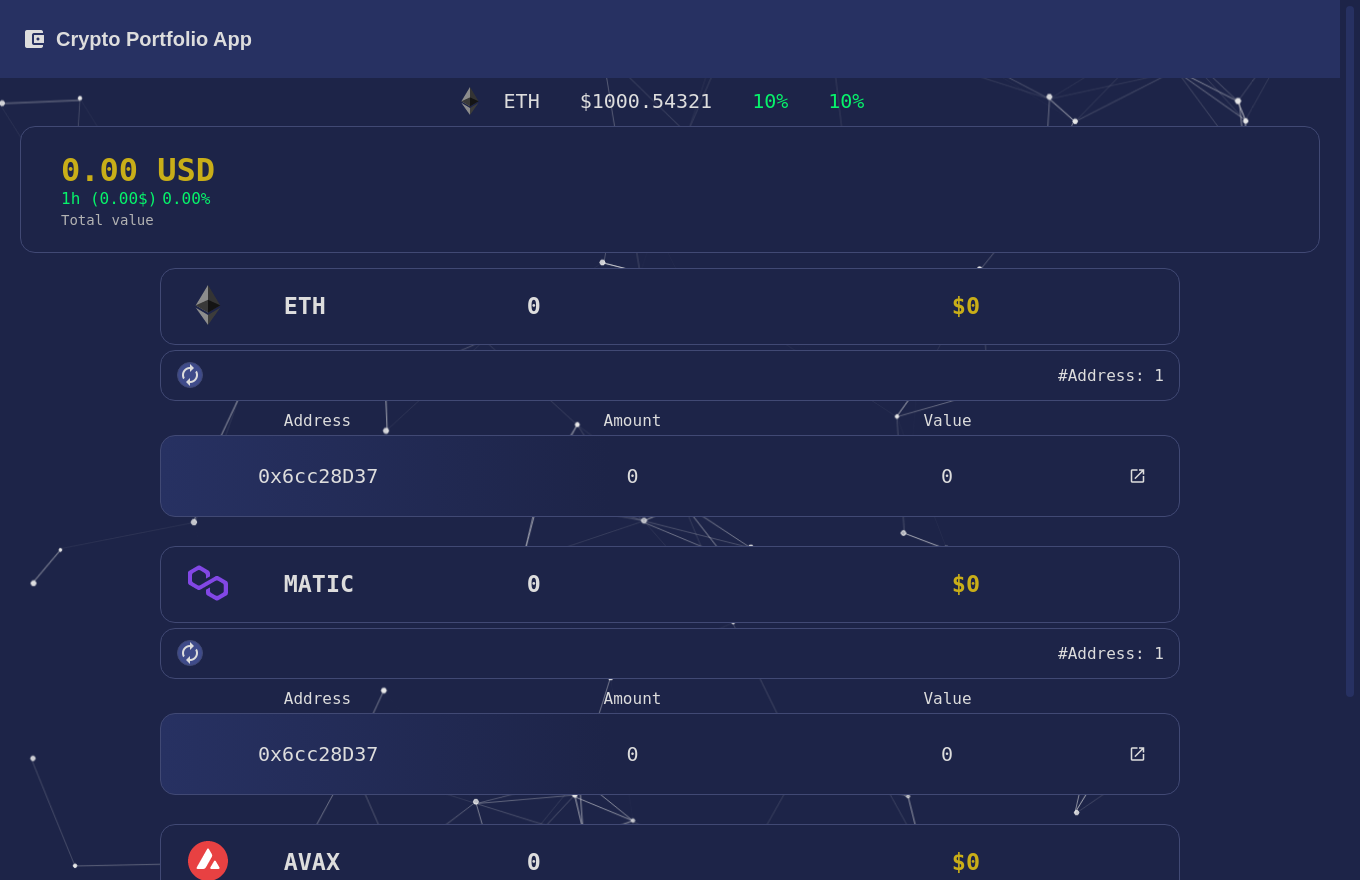 Crypto Portfolio App
ETH $1000.54321 10% 10%
0.00 USD
1h (0.00$) 0.00%
Total value
ETH 0 $0
#Address: 1
Address Amount Value
0x6cc28D37 0 0
MATIC 0 $0
#Address: 1
Address Amount Value
0x6cc28D37 0 0
AVAX 0 $0